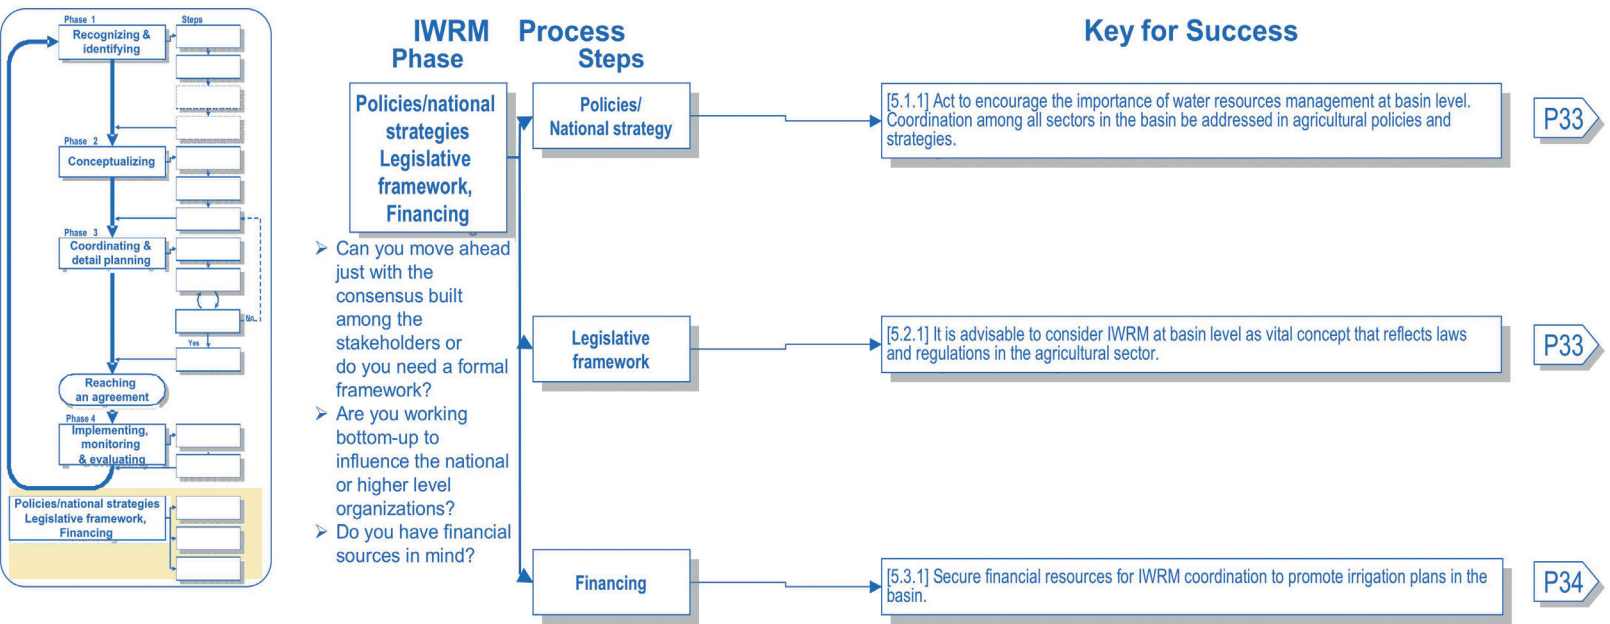 Phase 1
Steps
Recognizing &
identifying
Phase 2
Conceptualizing
Phase 3
Coordinating &
detail planning
No
Yes
Reaching
an agreement
Phase 4
Implementing,
monitoring
& evaluating
Policies/national strategies
Legislative framework,
Financing
IWRM Process
Phase Steps
Key for Success
Policies/national
strategies
Legislative
framework,
Financing
Policies/
National strategy
[5.1.1] Act to encourage the importance of water resources management at basin level.
Coordination among all sectors in the basin be addressed in agricultural policies and
strategies.
P33
➢ Can you move ahead
just with the
consensus built
among the
stakeholders or
do you need a formal
framework?
➢ Are you working
bottom-up to
influence the national
or higher level
organizations?
➢ Do you have financial
sources in mind?
Legislative
framework
[5.2.1] It is advisable to consider IWRM at basin level as vital concept that reflects laws
and regulations in the agricultural sector.
P33
Financing
[5.3.1] Secure financial resources for IWRM coordination to promote irrigation plans in the
basin.
P34